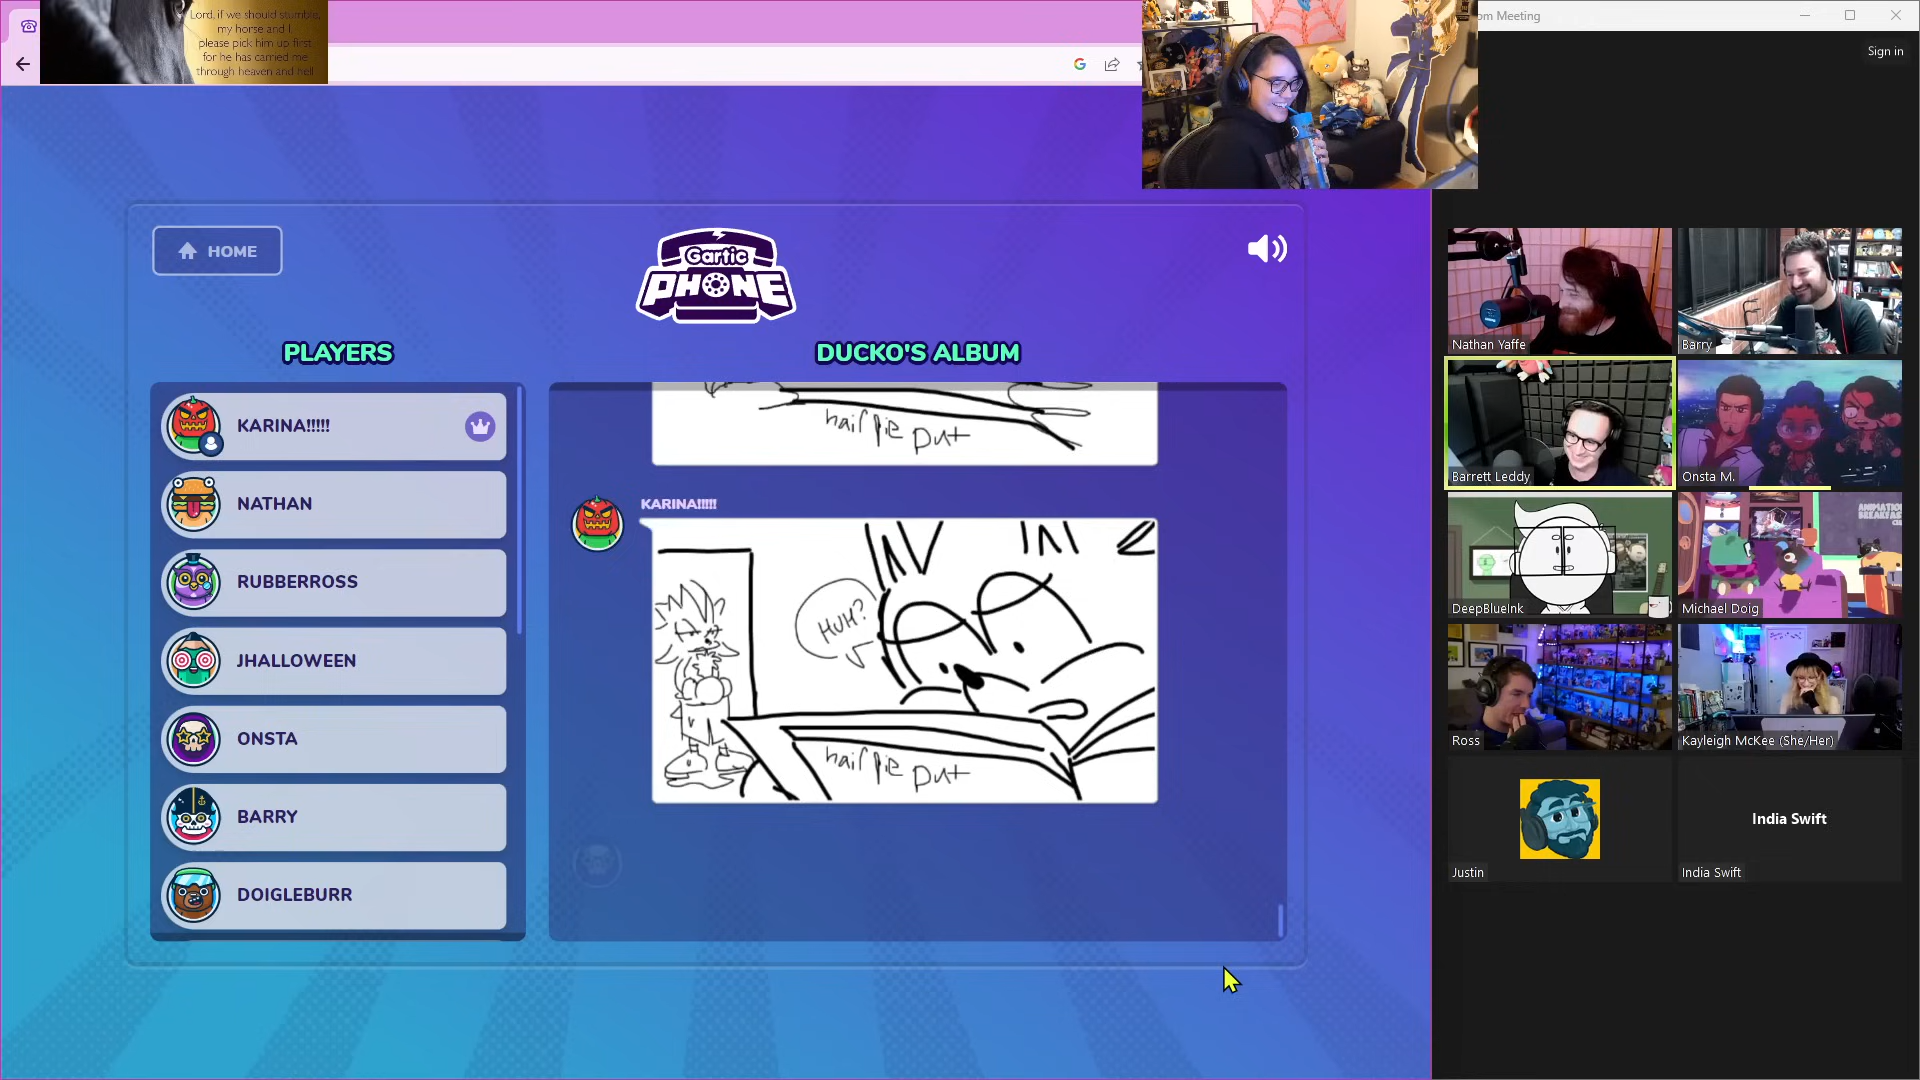 Lord, if we should stumble,
my horse and I,
please pick him up first
for he has carried me
through heaven and hell
om Meeting
Sign in
HOME
Gartic
PHONE
PLAYERS
DUCKO'S ALBUM
KARINA!!!!!
NATHAN
RUBBERROSS
JHALLOWEEN
ONSTA
BARRY
DOIGLEBURR
hair pie put
KARINA!!!!!
HUH?
hair pie put
Nathan Yaffe
Barry
Barrett Leddy
Onsta M.
DeepBlueInk
ANIMATION
BREAKFAST
Michael Doig
Ross
Kayleigh McKee (She/Her)
Justin
India Swift
India Swift